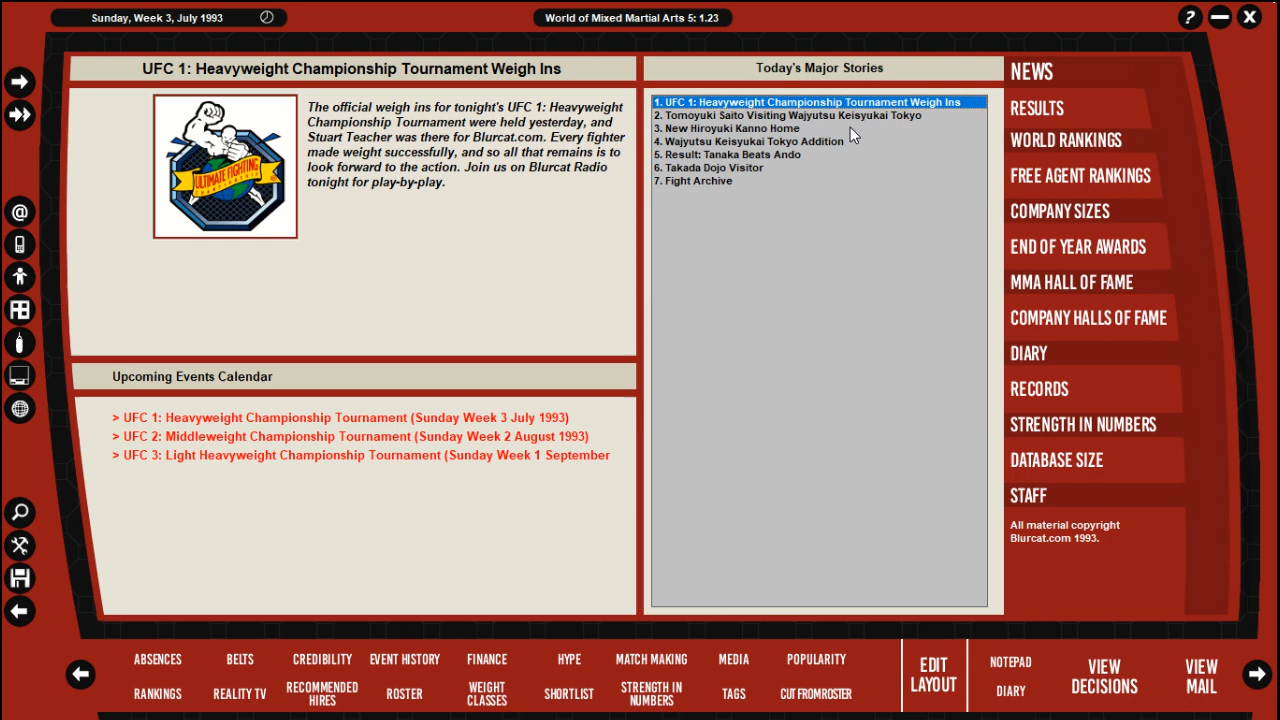 Sunday, Week 3, July 1993
World of Mixed Martial Arts 5: 1.23
?
X
UFC 1: Heavyweight Championship Tournament Weigh Ins
ULTIMATE FIGHTING
CHAMPIONSHIP
The official weigh ins for tonight's UFC 1: Heavyweight
Championship Tournament were held yesterday, and
Stuart Teacher was there for Blurcat.com. Every fighter
made weight successfully, and so all that remains is to
look forward to the action. Join us on Blurcat Radio
tonight for play-by-play.
Upcoming Events Calendar
> UFC 1: Heavyweight Championship Tournament (Sunday Week 3 July 1993)
> UFC 2: Middleweight Championship Tournament (Sunday Week 2 August 1993)
> UFC 3: Light Heavyweight Championship Tournament (Sunday Week 1 September
Today's Major Stories
1. UFC 1: Heavyweight Championship Tournament Weigh Ins
2. Tomoyuki Saito Visiting Wajyutsu Keisyukai Tokyo
3. New Hiroyuki Kanno Home
4. Wajyutsu Keisyukai Tokyo Addition
5. Result: Tanaka Beats Ando
6. Takada Dojo Visitor
7. Fight Archive
NEWS
RESULTS
WORLD RANKINGS
FREE AGENT RANKINGS
COMPANY SIZES
END OF YEAR AWARDS
MMA HALL OF FAME
COMPANY HALLS OF FAME
DIARY
RECORDS
STRENGTH IN NUMBERS
DATABASE SIZE
STAFF
All material copyright
Blurcat.com 1993.
@
ABSENCES
BELTS
CREDIBILITY
EVENT HISTORY
FINANCE
HYPE
MATCH MAKING
MEDIA
POPULARITY
RANKINGS
REALITY TV
RECOMMENDED
HIRES
ROSTER
WEIGHT
CLASSES
SHORTLIST
STRENGTH IN
NUMBERS
TAGS
CUT FROM ROSTER
EDIT
LAYOUT
NOTEPAD
DIARY
VIEW
DECISIONS
VIEW
MAIL